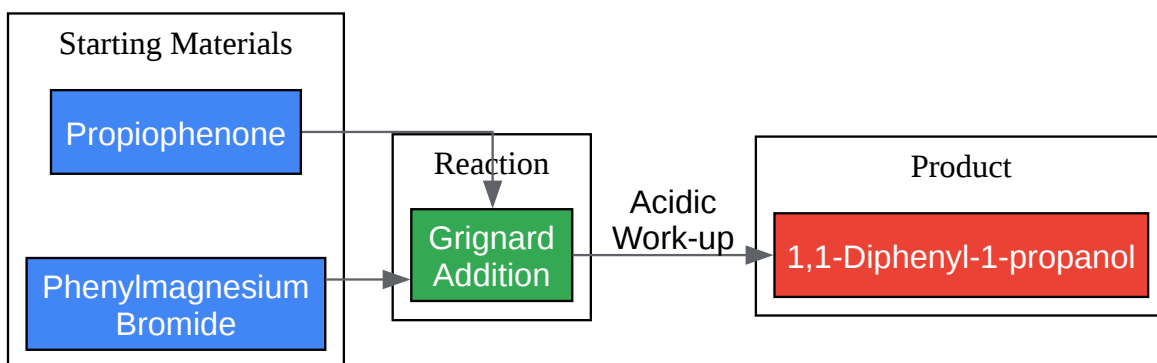 Starting Materials
Propiophenone
Phenylmagnesium
Bromide
Reaction
Grignard
Addition
Acidic
Work-up
Product
1,1-Diphenyl-1-propanol